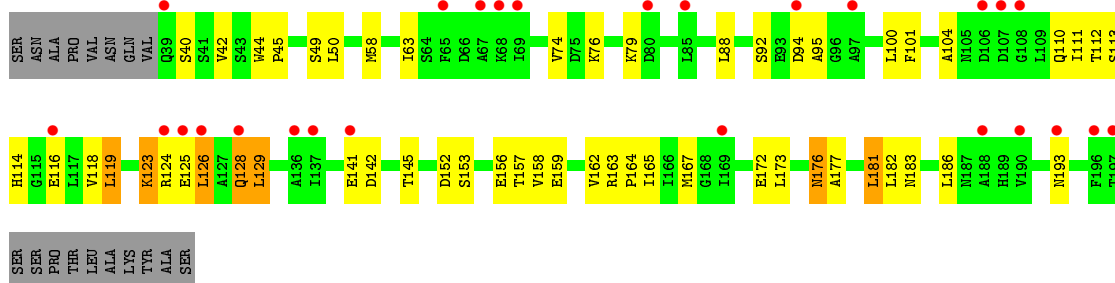 SER ASN ALA PRO VAL ASN GLN VAL Q39 S40 S41 V42 S43 W44 P45 S49 L50 M58 I63 S64 F65 D66 A67 K68 I69 V74 D75 K76 K79 D80 L85 L88 S92 E93 D94 A95 G96 A97 L100 F101 A104 N105 D106 D107 G108 L109 Q110 I111 T112 S113
H114 G115 E116 L117 V118 L119 K123 R124 E125 L126 A127 Q128 L129 A136 I137 E141 D142 T145 D152 S153 E156 T157 V158 E159 V162 R163 P164 I165 I166 M167 G168 I169 E172 L173 N176 A177 L181 L182 N183 L186 N187 A188 H189 V190 N193 F196 T197
SER SER PRO THR LEU ALA LYS TYR ALA SER